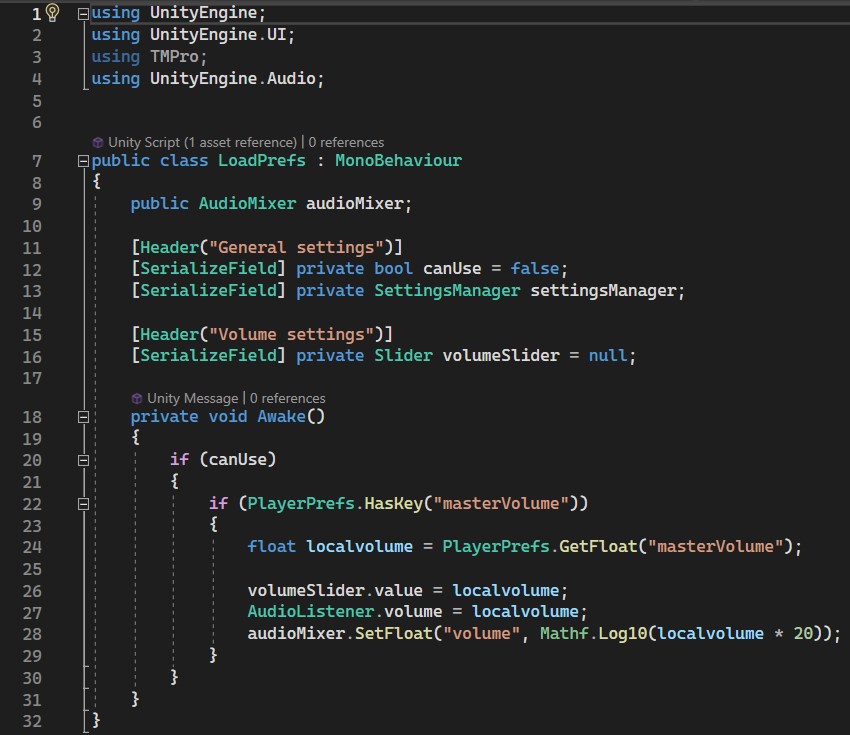 1 using UnityEngine;
2 using UnityEngine.UI;
3 using TMPro;
4 using UnityEngine.Audio;
5
6
Unity Script (1 asset reference) | 0 references
7 public class LoadPrefs : MonoBehaviour
8 {
9 public AudioMixer audioMixer;
10
11 [Header("General settings")]
12 [SerializeField] private bool canUse = false;
13 [SerializeField] private SettingsManager settingsManager;
14
15 [Header("Volume settings")]
16 [SerializeField] private Slider volumeSlider = null;
17
Unity Message | 0 references
18 private void Awake()
19 {
20 if (canUse)
21 {
22 if (PlayerPrefs.HasKey("masterVolume"))
23 {
24 float localvolume = PlayerPrefs.GetFloat("masterVolume");
25
26 volumeSlider.value = localvolume;
27 AudioListener.volume = localvolume;
28 audioMixer.SetFloat("volume", Mathf.Log10(localvolume * 20));
29 }
30 }
31 }
32 }